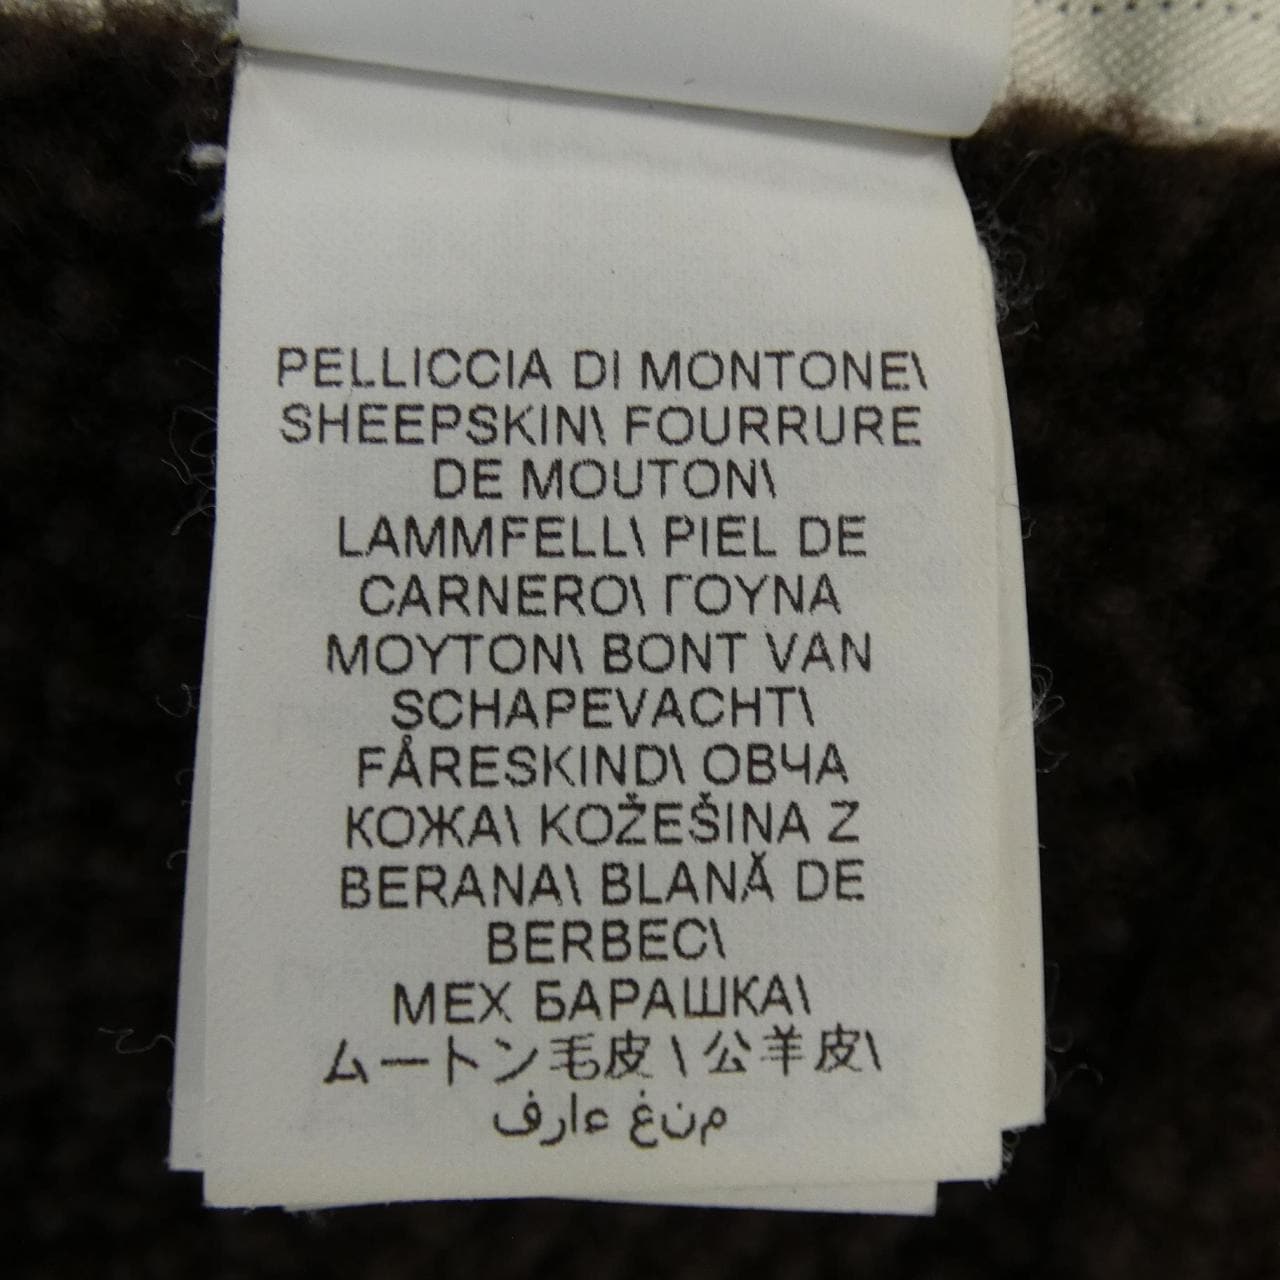 PELLICCIA DI MONTONE\
SHEEPSKIN\ FOURRURE
DE MOUTON\
LAMMFELL\ PIEL DE
CARNERO\ ΓΟΥΝΑ
ΜΟΥΤΟΝ\ BONT VAN
SCHAPEVACHT\
FÅRESKIND\ ОВЧА
КОЖА\ KOŽEŠINA Z
BERANA\ BLANĂ DE
BERBEC\
МЕХ БАРАШКА\
ムートン毛皮\公羊皮\
فراء غنم